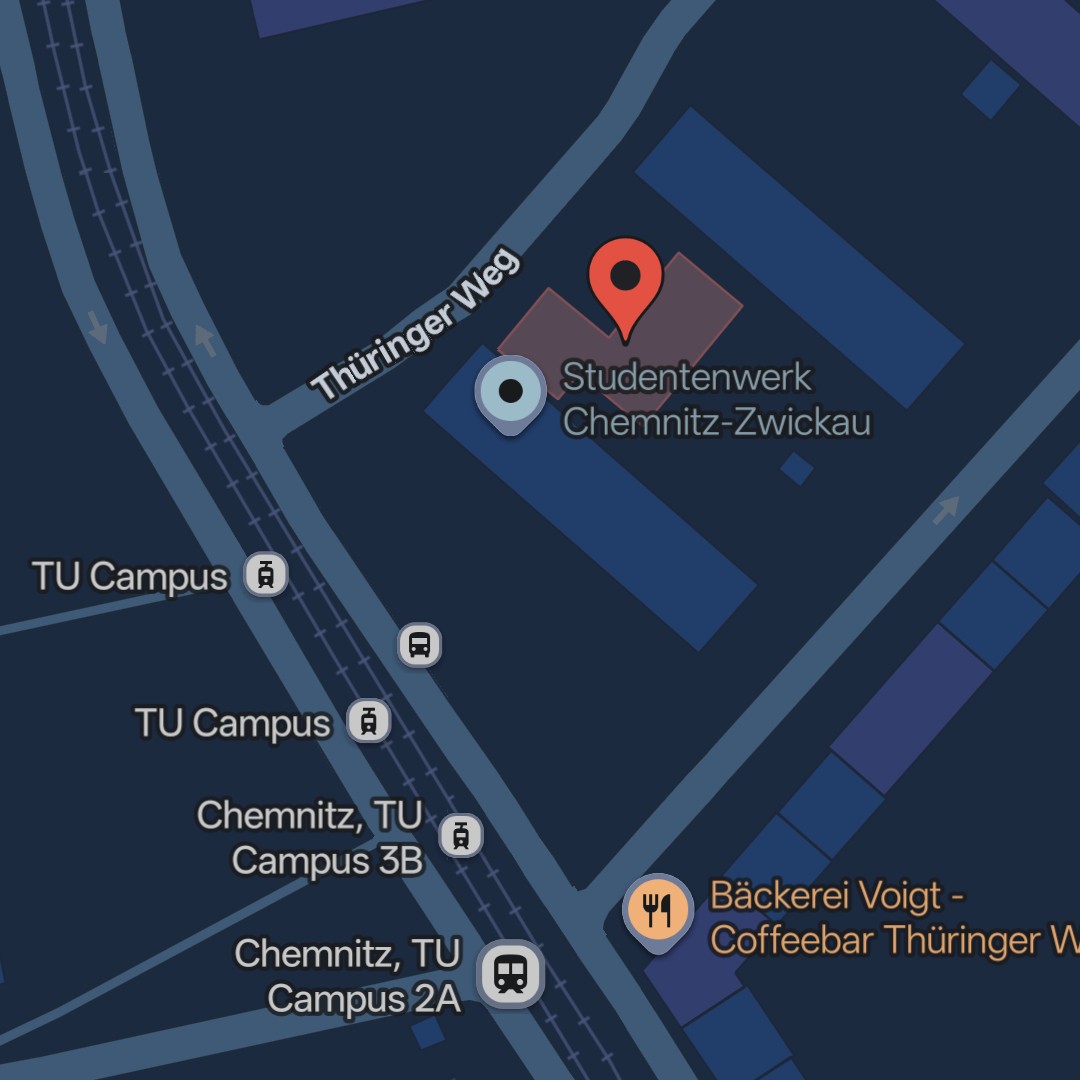 Thüringer Weg
Studentenwerk
Chemnitz-Zwickau
TU Campus
TU Campus
Chemnitz, TU
Campus 3B
Chemnitz, TU
Campus 2A
Bäckerei Voigt -
Coffeebar Thüringer W